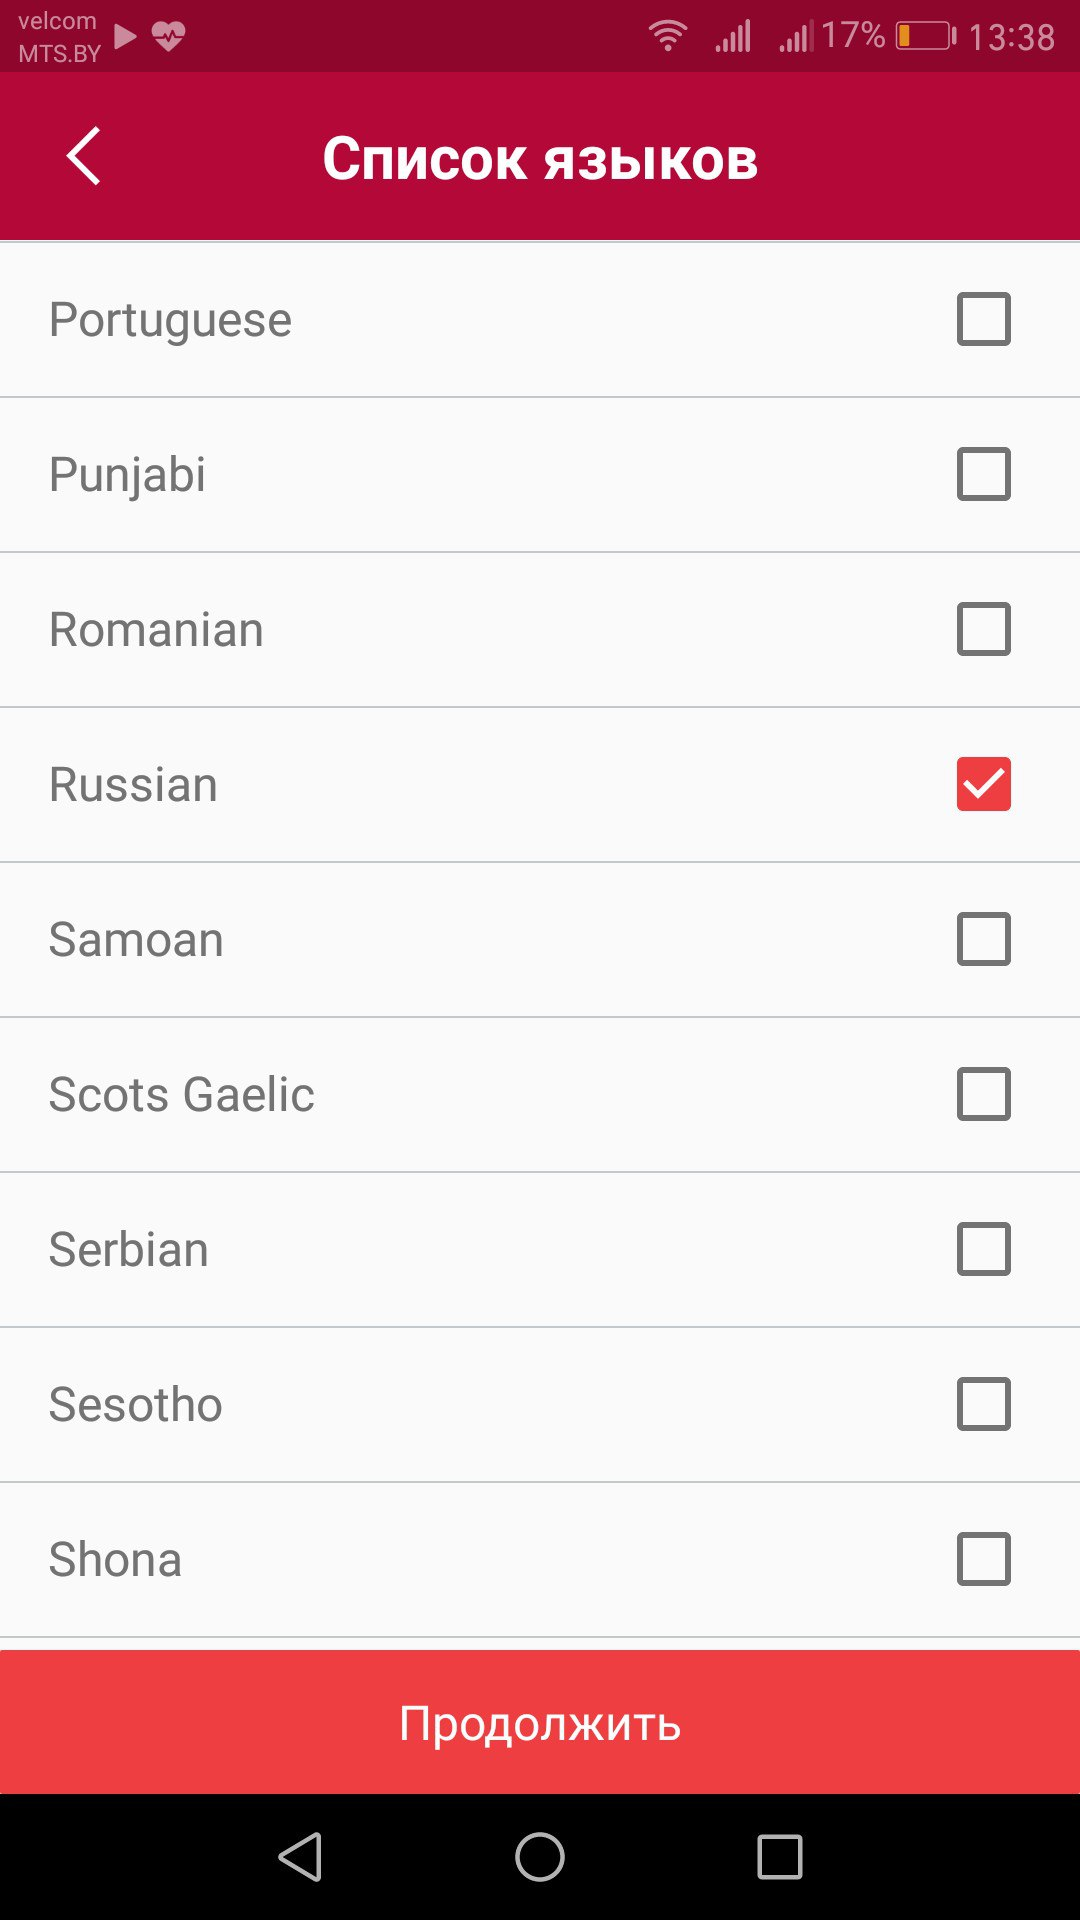 velcom
MTS.BY
17%
13:38
Список языков
Portuguese
Punjabi
Romanian
Russian
Samoan
Scots Gaelic
Serbian
Sesotho
Shona
Продолжить